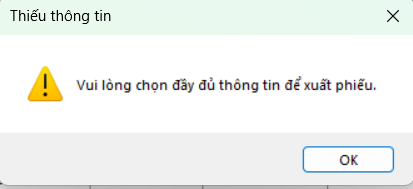 Thiếu thông tin
Vui lòng chọn đầy đủ thông tin để xuất phiếu.
OK